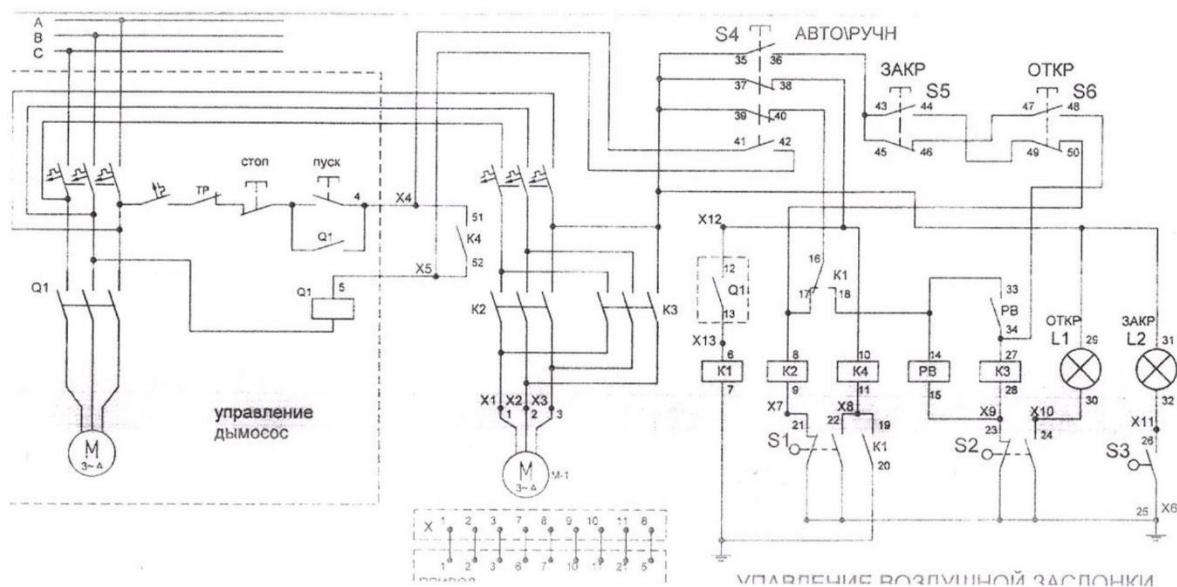 A
B
C
S4
АВТО\РУЧН
35 36
37 38
39 40
41 42
ЗАКР
S5
43 44
45 46
ОТКР
S6
47 48
49 50
стоп
пуск
ТР
4
Q1
X4
X5
51
K4
52
Q1
5
Q1
K2
K3
X1 X2 X3
1 2 3
M
3~ Δ
M-1
M
3~ Δ
управление
дымосос
X12
12
Q1
13
X13
6
K1
7
16
K1
17 18
8
K2
9
10
K4
11
14
РВ
15
33
РВ
34
27
K3
28
ОТКР
L1
29
30
ЗАКР
L2
31
32
X7
21
S1
X8
22
19
K1
20
X9
23
S2
X10
24
X11
26
S3
25
X6
X 1 2 3 7 8 9 10 11 6
1 2 3 6 7 8 10 17 21 5
УПРАВЛЕНИЕ ВОЗДУШНОЙ ЗАСЛОНКИ